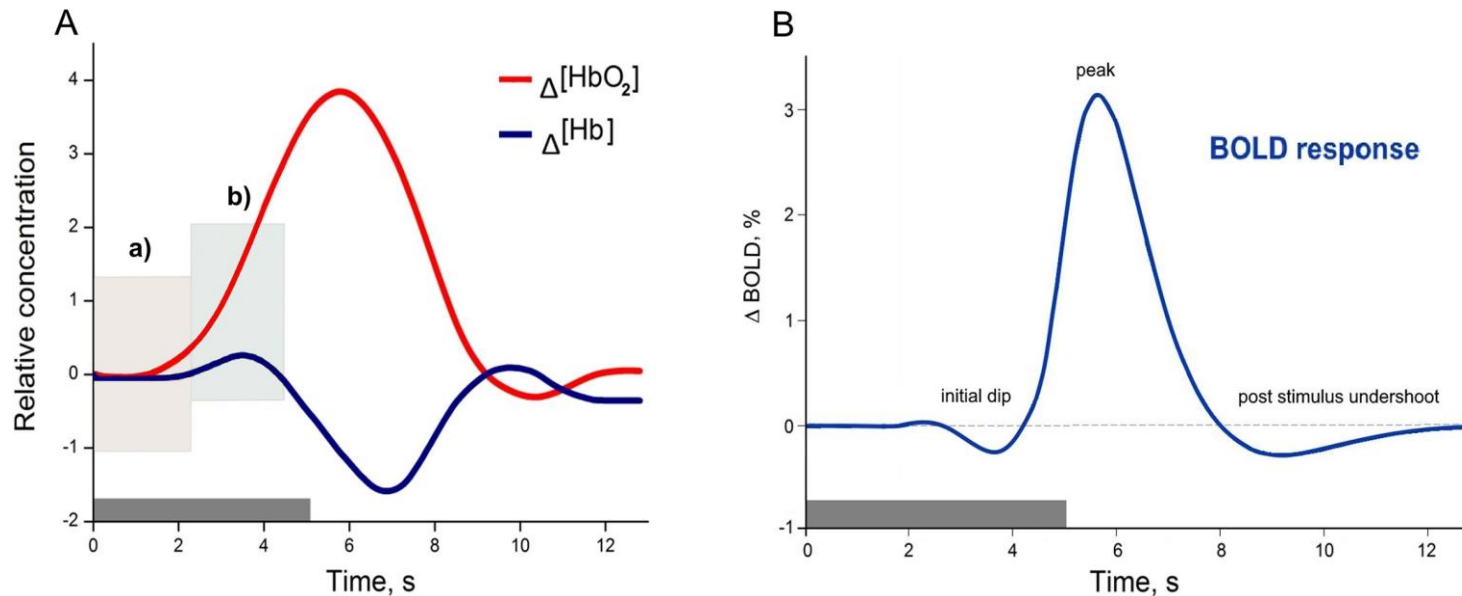 A
Δ[HbO₂]
Δ[Hb]
a)
b)
Relative concentration
4
3
2
1
0
-1
-2
0 2 4 6 8 10 12
Time, s
B
peak
BOLD response
initial dip
post stimulus undershoot
Δ BOLD, %
3
2
1
0
-1
0 2 4 6 8 10 12
Time, s